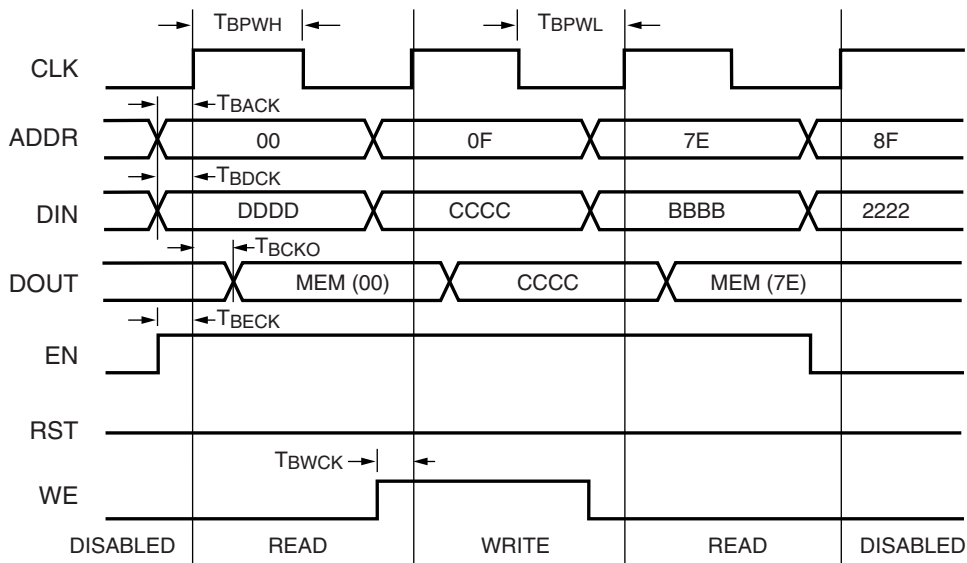 TBPWH TBPWL
CLK
TBACK
ADDR 00 0F 7E 8F
TBDCK
DIN DDDD CCCC BBBB 2222
TBCKO
DOUT MEM (00) CCCC MEM (7E)
TBECK
EN
RST
TBWCK
WE
DISABLED READ WRITE READ DISABLED